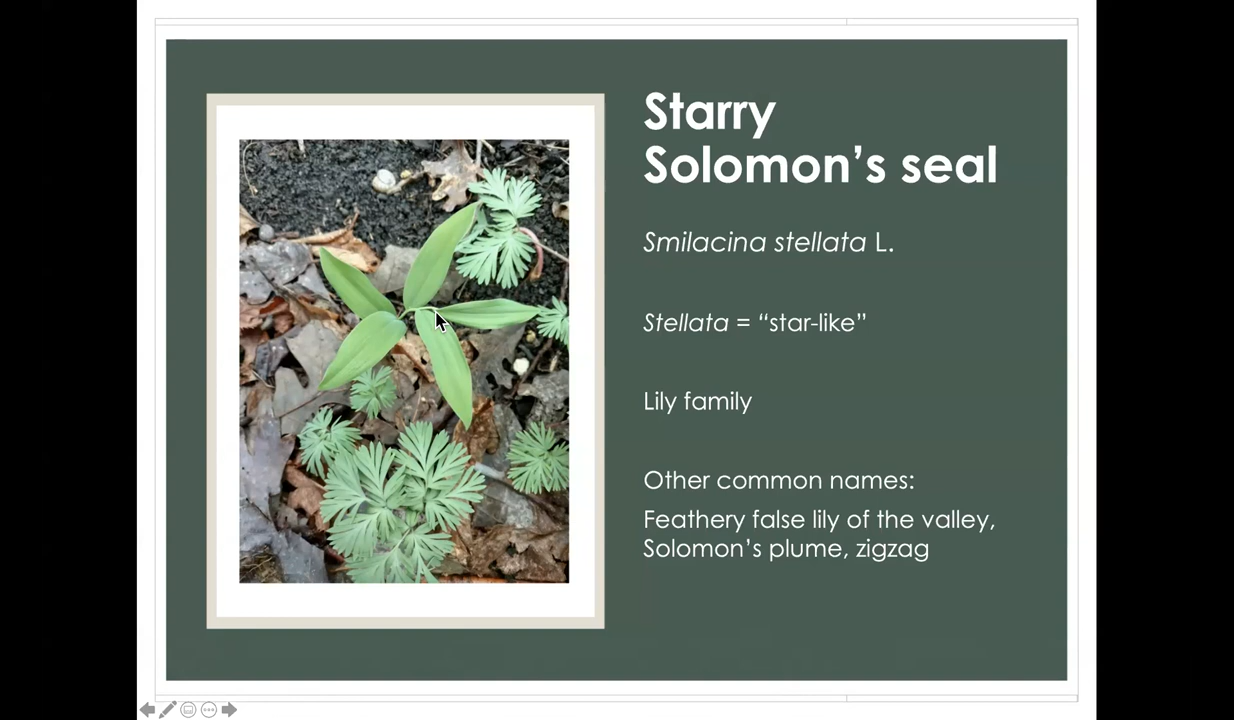 Starry
Solomon’s seal
Smilacina stellata L.
Stellata = “star-like”
Lily family
Other common names:
Feathery false lily of the valley,
Solomon’s plume, zigzag